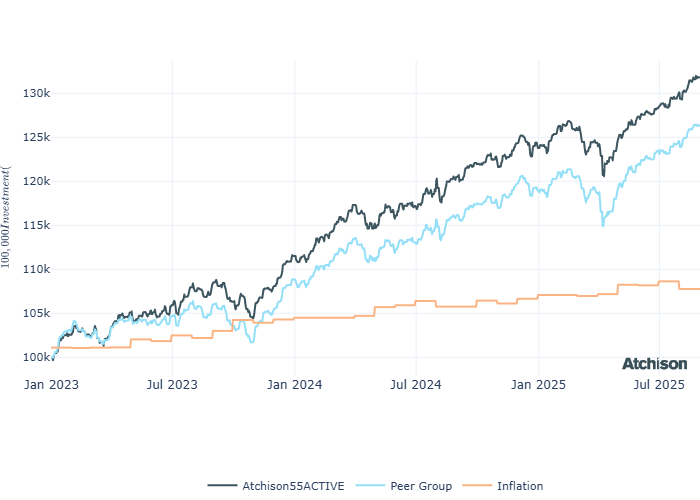 130k
125k
120k
115k
110k
105k
100k
100, 000Investment(
Jan 2023
Jul 2023
Jan 2024
Jul 2024
Jan 2025
Jul 2025
Atchison
Atchison55ACTIVE
Peer Group
Inflation